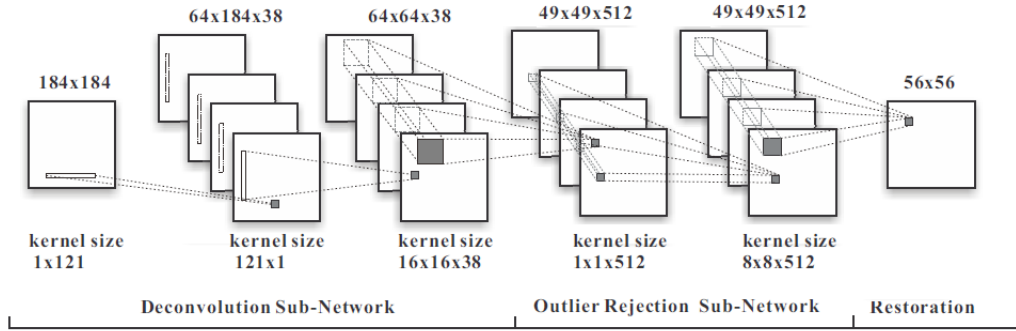 64x184x38 64x64x38 49x49x512 49x49x512
184x184 56x56
kernel size kernel size kernel size kernel size kernel size
1x121 121x1 16x16x38 1x1x512 8x8x512
Deconvolution Sub-Network Outlier Rejection Sub-Network Restoration